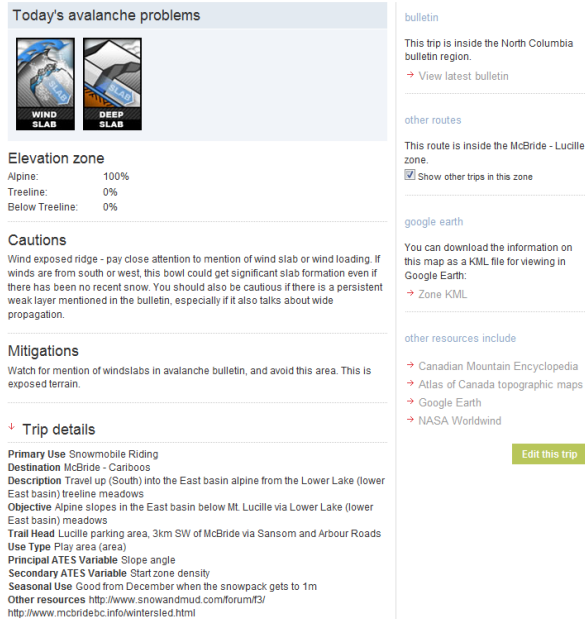 Today's avalanche problems
SLAB
WIND
SLAB
SLAB
DEEP
SLAB
Elevation zone
Alpine: 100%
Treeline: 0%
Below Treeline: 0%
Cautions
Wind exposed ridge - pay close attention to mention of wind slab or wind loading. If
winds are from south or west, this bowl could get significant slab formation even if
there has been no recent snow. You should also be cautious if there is a persistent
weak layer mentioned in the bulletin, especially if it also talks about wide
propagation.
Mitigations
Watch for mention of windslabs in avalanche bulletin, and avoid this area. This is
exposed terrain.
Trip details
Primary Use Snowmobile Riding
Destination McBride - Cariboos
Description Travel up (South) into the East basin alpine from the Lower Lake (lower
East basin) treeline meadows
Objective Alpine slopes in the East basin below Mt. Lucille via Lower Lake (lower
East basin) meadows
Trail Head Lucille parking area, 3km SW of McBride via Sansom and Arbour Roads
Use Type Play area (area)
Principal ATES Variable Slope angle
Secondary ATES Variable Start zone density
Seasonal Use Good from December when the snowpack gets to 1m
Other resources http://www.snowandmud.com/forum/f3/
http://www.mcbridebc.info/wintersled.html
bulletin
This trip is inside the North Columbia
bulletin region.
View latest bulletin
other routes
This route is inside the McBride - Lucille
zone.
Show other trips in this zone
google earth
You can download the information on
this map as a KML file for viewing in
Google Earth:
Zone KML
other resources include
Canadian Mountain Encyclopedia
Atlas of Canada topographic maps
Google Earth
NASA Worldwind
Edit this trip